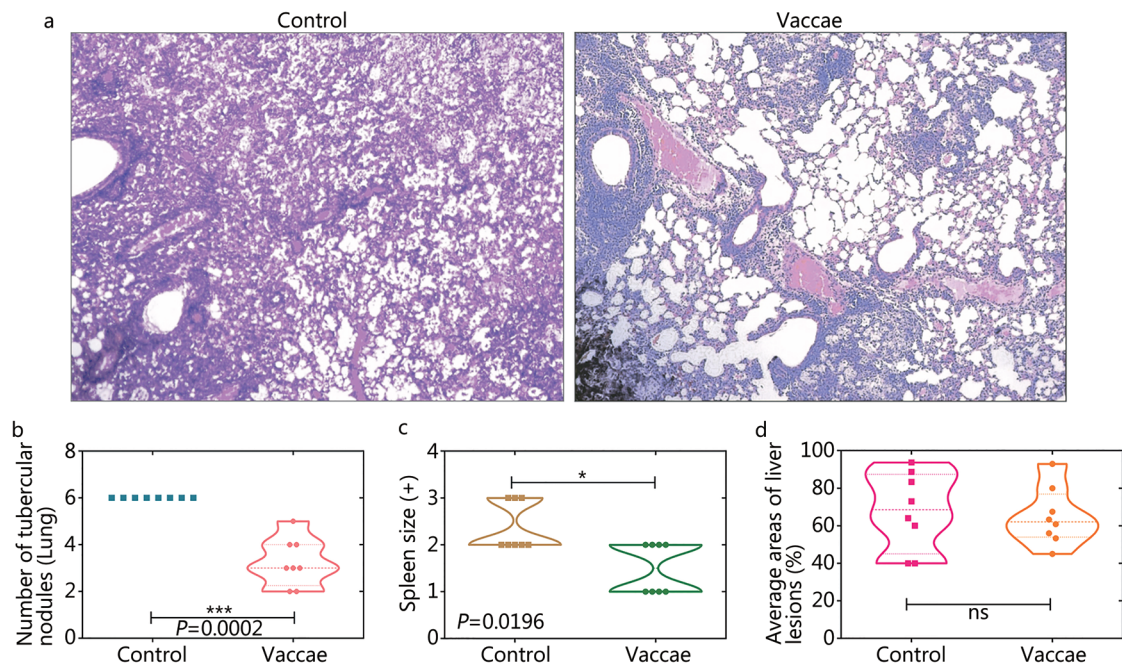 a
Control
Vaccae
b
Number of tubercular
nodules (Lung)
8
6
4
2
0
***
P=0.0002
Control
Vaccae
c
Spleen size (+)
4
3
2
1
0
*
P=0.0196
Control
Vaccae
d
Average areas of liver
lesions (%)
100
80
60
40
20
0
ns
Control
Vaccae